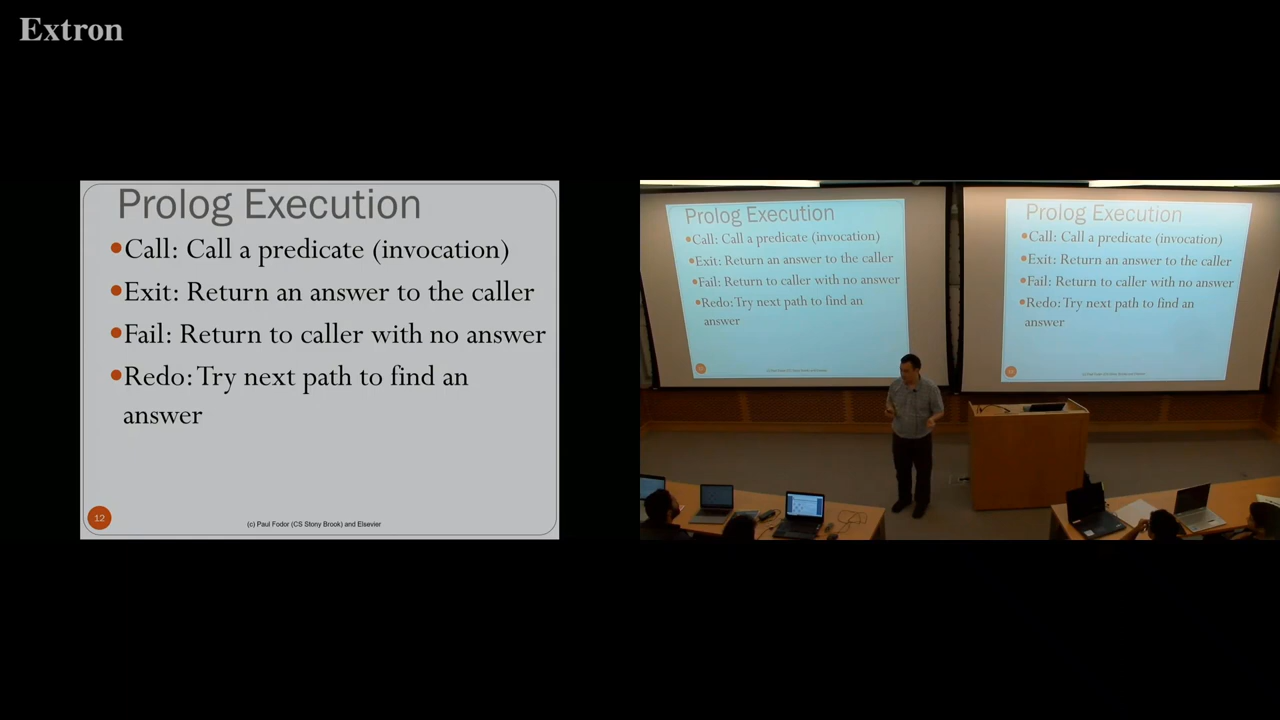 Extron
Prolog Execution
•Call: Call a predicate (invocation)
•Exit: Return an answer to the caller
•Fail: Return to caller with no answer
•Redo: Try next path to find an
answer
12
(c) Paul Fodor (CS Stony Brook) and Elsevier
Prolog Execution
•Call: Call a predicate (invocation)
•Exit: Return an answer to the caller
•Fail: Return to caller with no answer
•Redo: Try next path to find an
answer
Prolog Execution
•Call: Call a predicate (invocation)
•Exit: Return an answer to the caller
•Fail: Return to caller with no answer
•Redo: Try next path to find an
answer